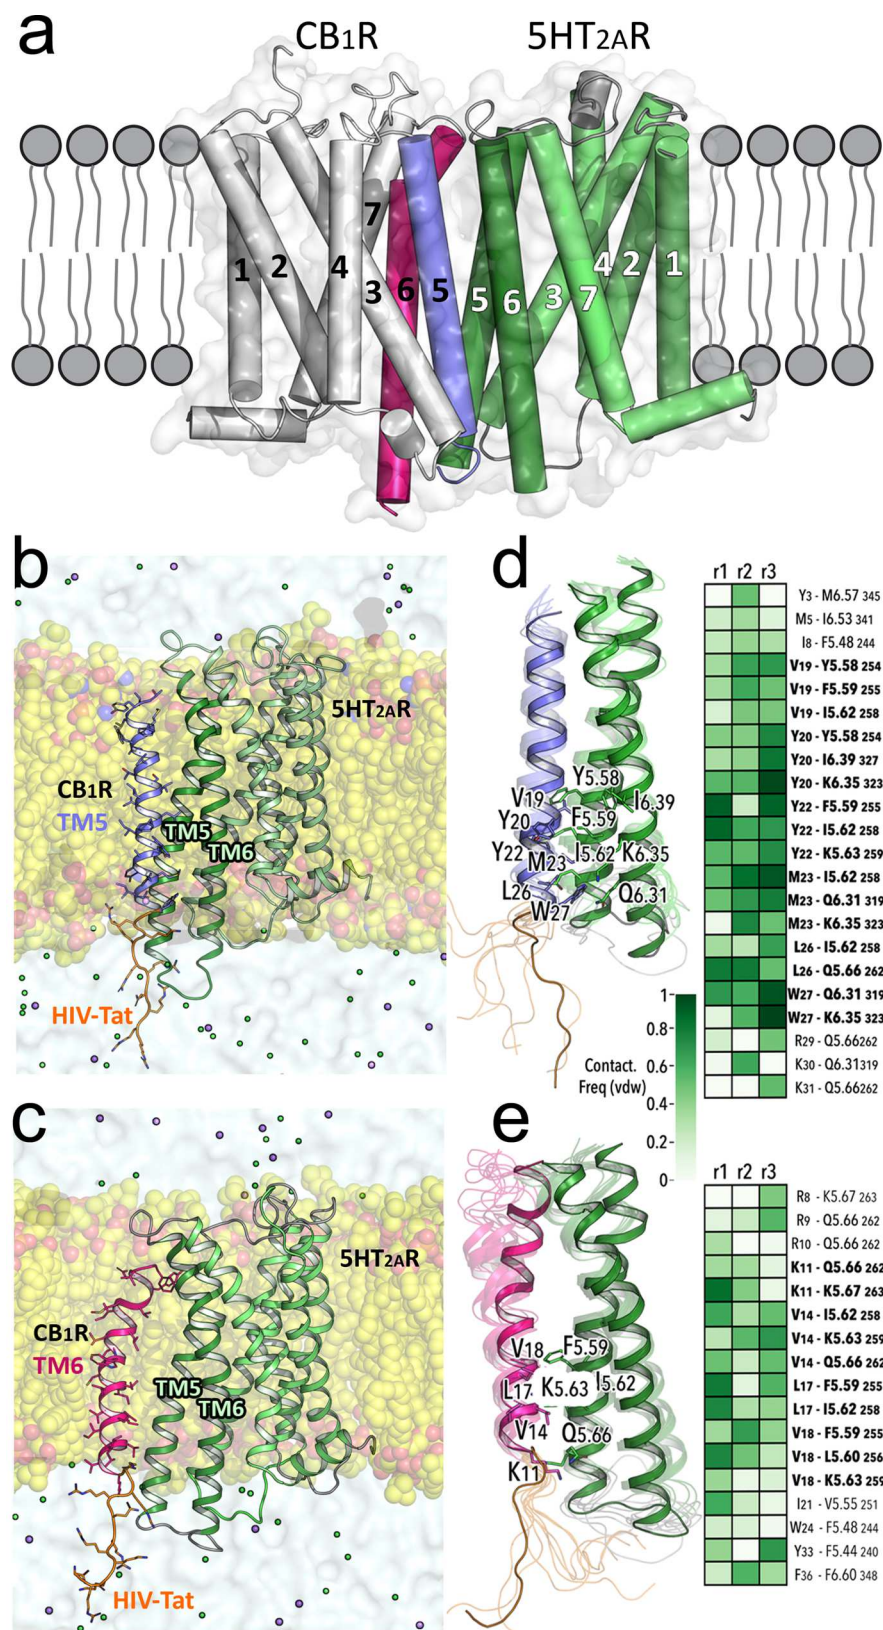 a
CB1R
5HT2AR
1
2
4
7
3
6
5
5
6
3
7
4
2
1
b
5HT2AR
CB1R
TM5
TM5
TM6
HIV-Tat
d
Y5.58
V19
I6.39
Y20
F5.59
Y22
M23
I5.62
K6.35
L26
W27
Q6.31
1
0.8
0.6
0.4
0.2
0
Contact.
Freq (vdw)
r1 r2 r3
Y3 - M6.57 345
M5 - I6.53 341
I8 - F5.48 244
V19 - Y5.58 254
V19 - F5.59 255
V19 - I5.62 258
Y20 - Y5.58 254
Y20 - I6.39 327
Y20 - K6.35 323
Y22 - F5.59 255
Y22 - I5.62 258
Y22 - K5.63 259
M23 - I5.62 258
M23 - Q6.31 319
M23 - K6.35 323
L26 - I5.62 258
L26 - Q5.66 262
W27 - Q6.31 319
W27 - K6.35 323
R29 - Q5.66262
K30 - Q6.31319
K31 - Q5.66262
c
5HT2AR
CB1R
TM6
TM5
TM6
HIV-Tat
e
V18
F5.59
L17
K5.63
I5.62
V14
Q5.66
K11
r1 r2 r3
R8 - K5.67 263
R9 - Q5.66 262
R10 - Q5.66 262
K11 - Q5.66 262
K11 - K5.67 263
V14 - I5.62 258
V14 - K5.63 259
V14 - Q5.66 262
L17 - F5.59 255
L17 - I5.62 258
V18 - F5.59 255
V18 - L5.60 256
V18 - K5.63 259
I21 - V5.55 251
W24 - F5.48 244
Y33 - F5.44 240
F36 - F6.60 348